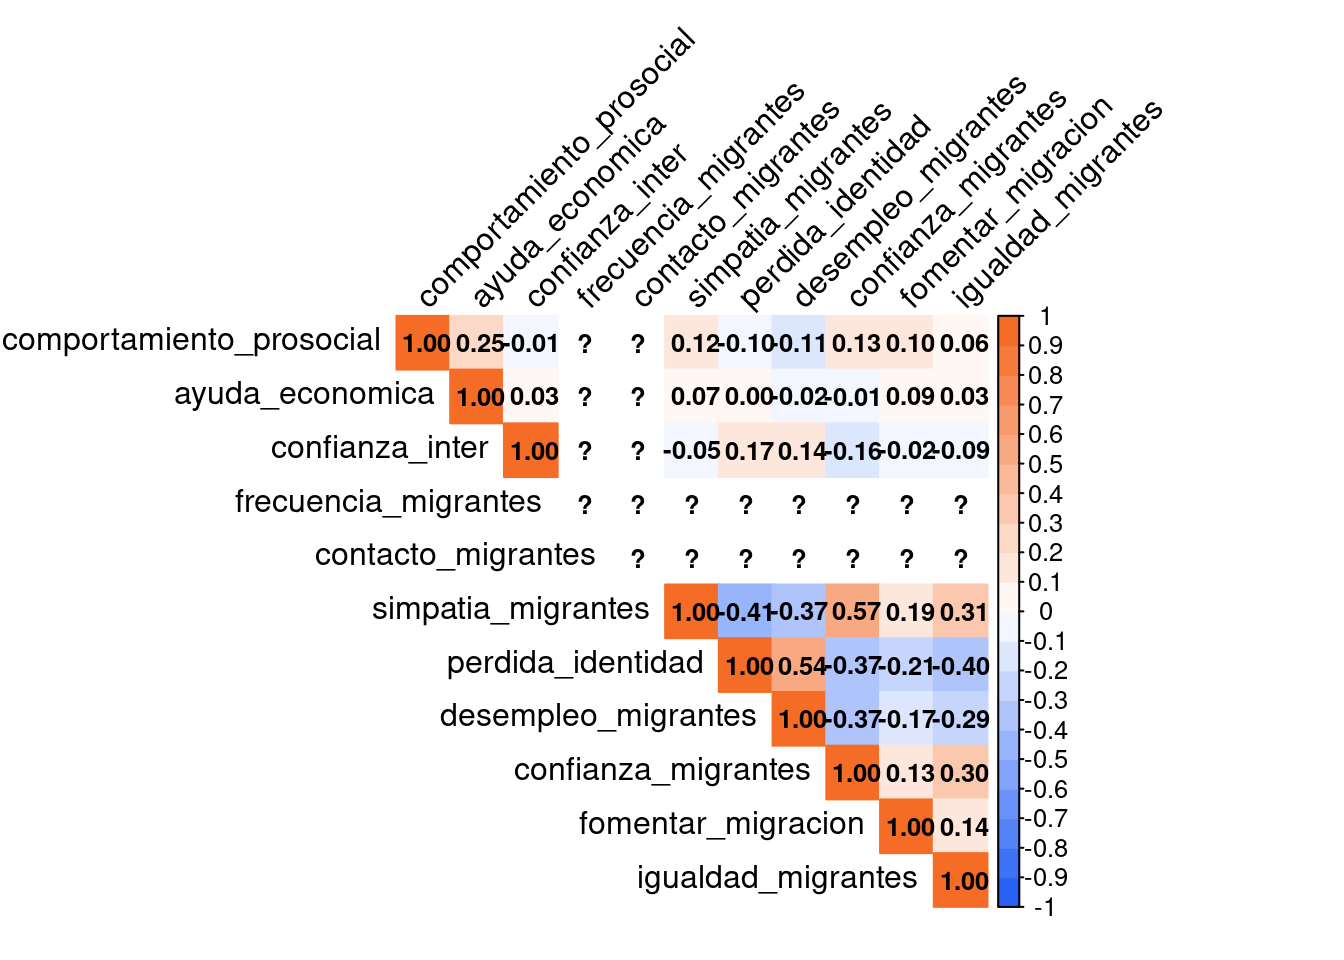 comportamiento_prosocial
ayuda_economica
confianza_inter
frecuencia_migrantes
contacto_migrantes
simpatia_migrantes
perdida_identidad
desempleo_migrantes
confianza_migrantes
fomentar_migracion
igualdad_migrantes
comportamiento_prosocial 1.00 0.25 -0.01 ? ? 0.12 -0.10 -0.11 0.13 0.10 0.06
ayuda_economica 1.00 0.03 ? ? 0.07 0.00 -0.02 -0.01 0.09 0.03
confianza_inter 1.00 ? ? -0.05 0.17 0.14 -0.16 -0.02 -0.09
frecuencia_migrantes ? ? ? ? ? ? ? ?
contacto_migrantes ? ? ? ? ? ? ?
simpatia_migrantes 1.00 -0.41 -0.37 0.57 0.19 0.31
perdida_identidad 1.00 0.54 -0.37 -0.21 -0.40
desempleo_migrantes 1.00 -0.37 -0.17 -0.29
confianza_migrantes 1.00 0.13 0.30
fomentar_migracion 1.00 0.14
igualdad_migrantes 1.00
1
0.9
0.8
0.7
0.6
0.5
0.4
0.3
0.2
0.1
0
-0.1
-0.2
-0.3
-0.4
-0.5
-0.6
-0.7
-0.8
-0.9
-1